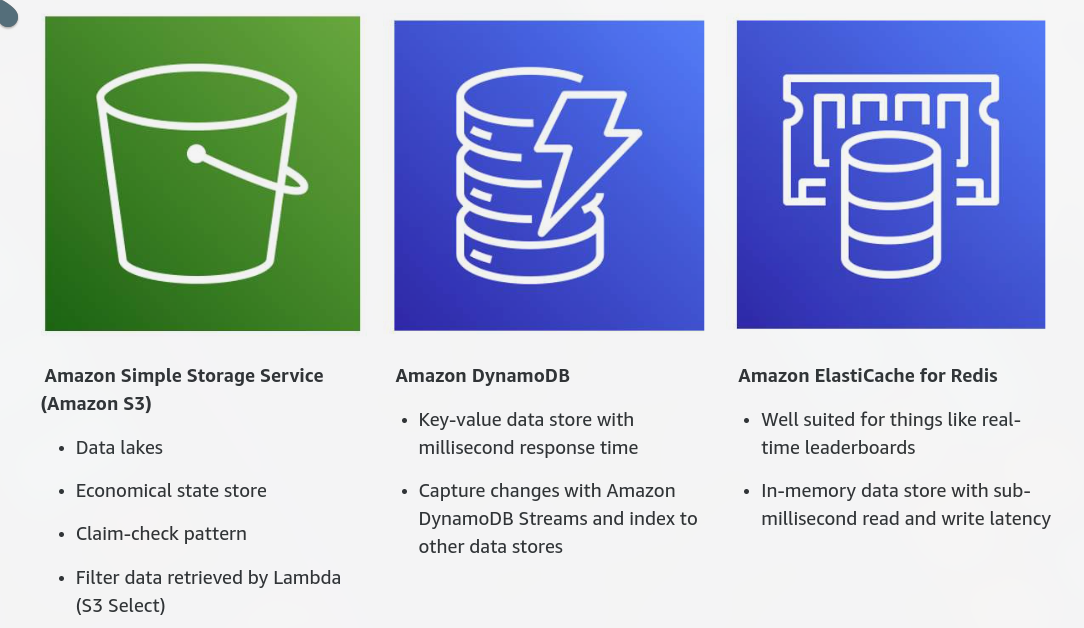 Amazon Simple Storage Service
(Amazon S3)
• Data lakes
• Economical state store
• Claim-check pattern
• Filter data retrieved by Lambda
(S3 Select)
Amazon DynamoDB
• Key-value data store with
millisecond response time
• Capture changes with Amazon
DynamoDB Streams and index to
other data stores
Amazon ElastiCache for Redis
• Well suited for things like real-
time leaderboards
• In-memory data store with sub-
millisecond read and write latency